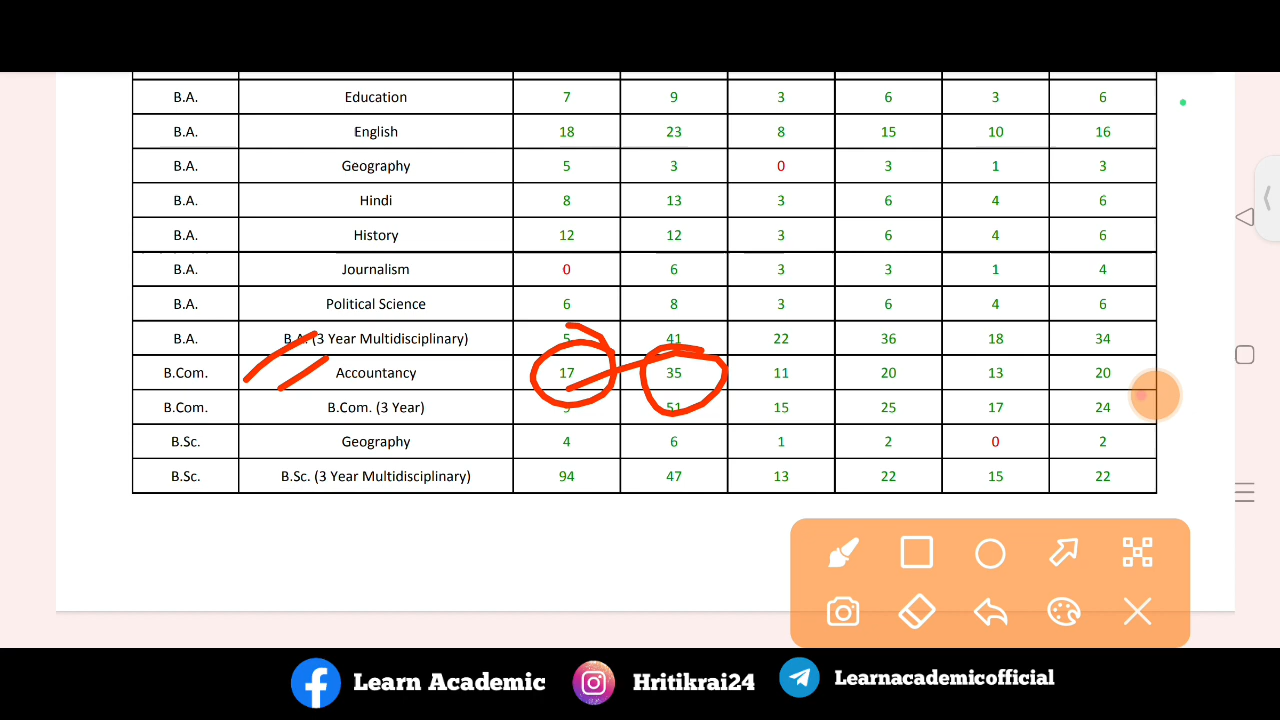 B.A. Education 7 9 3 6 3 6
B.A. English 18 23 8 15 10 16
B.A. Geography 5 3 0 3 1 3
B.A. Hindi 8 13 3 6 4 6
B.A. History 12 12 3 6 4 6
B.A. Journalism 0 6 3 3 1 4
B.A. Political Science 6 8 3 6 4 6
B.A. B.A. (3 Year Multidisciplinary) 5 41 22 36 18 34
B.Com. Accountancy 17 35 11 20 13 20
B.Com. B.Com. (3 Year) 51 15 25 17 24
B.Sc. Geography 4 6 1 2 0 2
B.Sc. B.Sc. (3 Year Multidisciplinary) 94 47 13 22 15 22
Learn Academic Hritikrai24 Learnacademicofficial